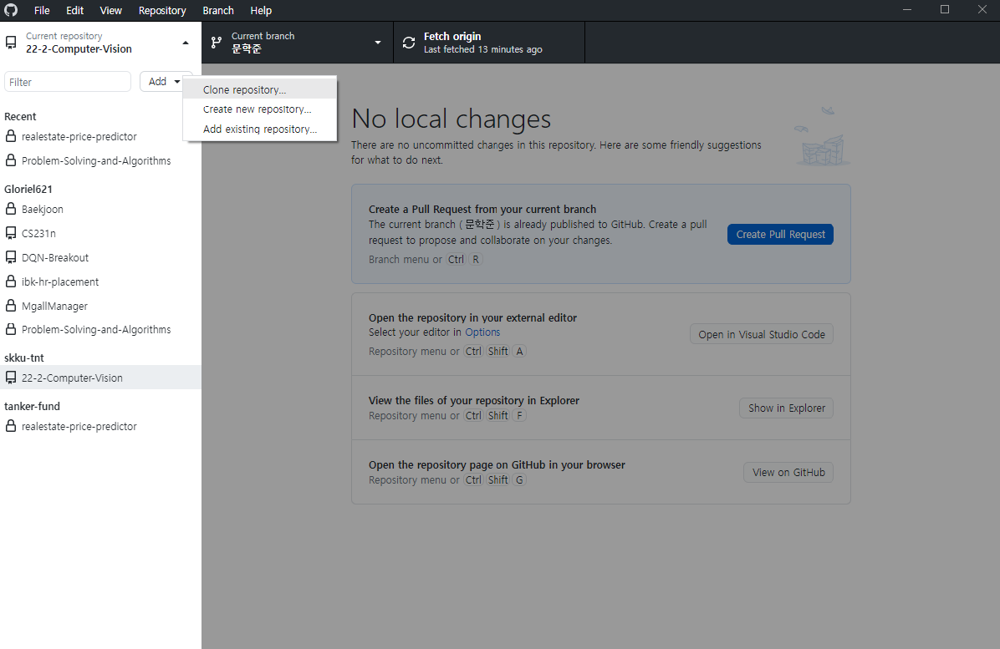 File Edit View Repository Branch Help
Current repository
22-2-Computer-Vision
Current branch
문학준
Fetch origin
Last fetched 13 minutes ago
Filter
Add
Clone repository...
Create new repository...
Add existing repository...
Recent
realestate-price-predictor
Problem-Solving-and-Algorithms
Gloriel621
Baekjoon
CS231n
DQN-Breakout
ibk-hr-placement
MgallManager
Problem-Solving-and-Algorithms
skku-tnt
22-2-Computer-Vision
tanker-fund
realestate-price-predictor
No local changes
There are no uncommitted changes in this repository. Here are some friendly suggestions
for what to do next.
Create a Pull Request from your current branch
The current branch ( 문학준 ) is already published to GitHub. Create a pull
request to propose and collaborate on your changes.
Branch menu or Ctrl R
Create Pull Request
Open the repository in your external editor
Select your editor in Options
Repository menu or Ctrl Shift A
Open in Visual Studio Code
View the files of your repository in Explorer
Repository menu or Ctrl Shift F
Show in Explorer
Open the repository page on GitHub in your browser
Repository menu or Ctrl Shift G
View on GitHub